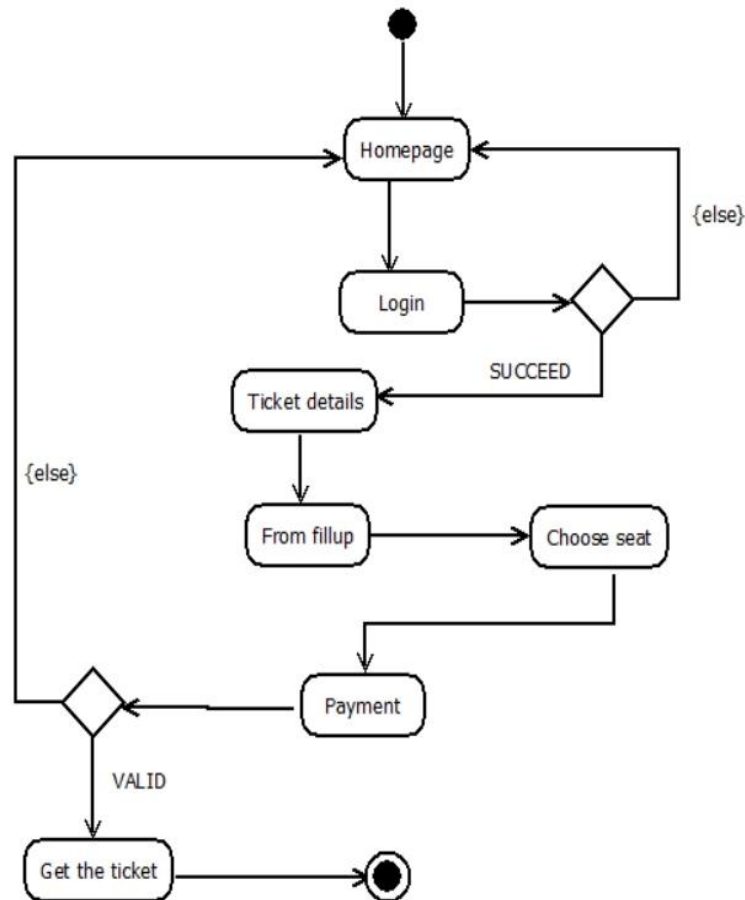 Homepage
{else}
Login
SUCCEED
Ticket details
{else}
From fillup
Choose seat
Payment
VALID
Get the ticket